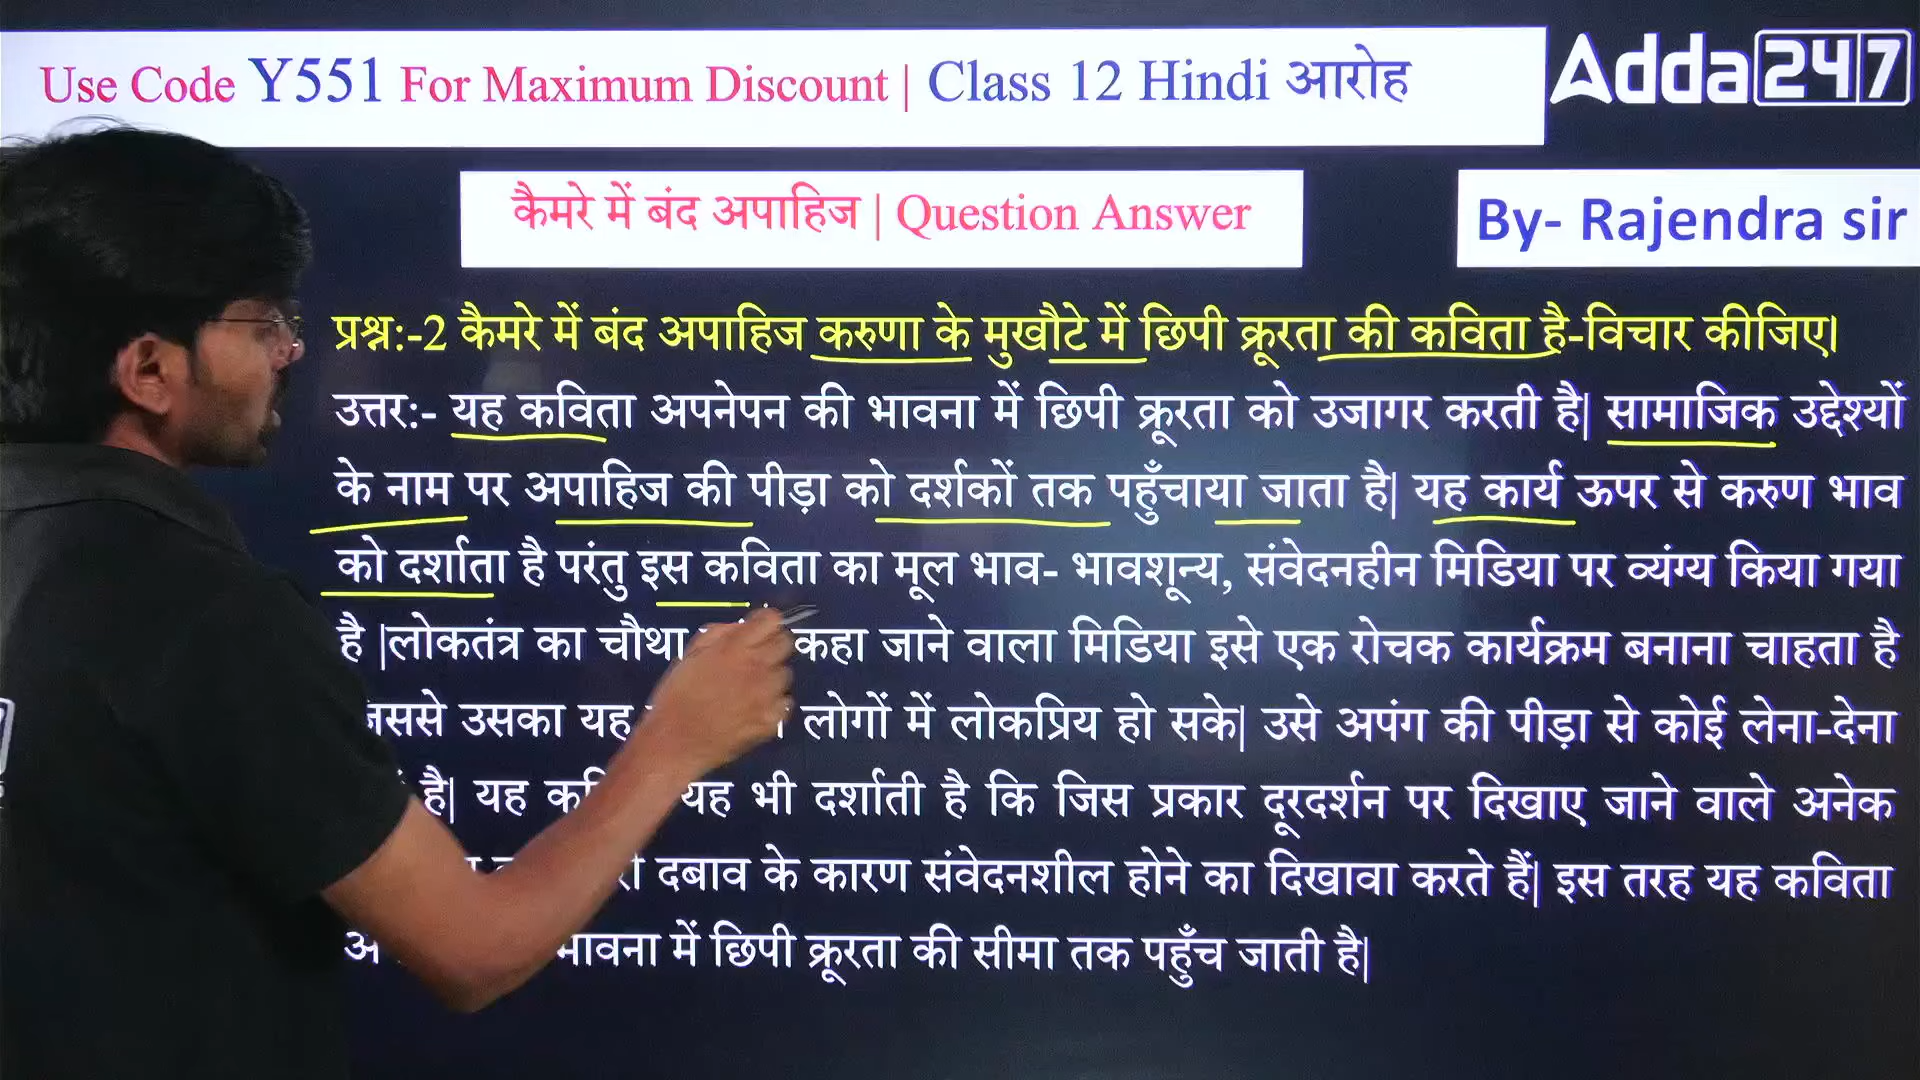 Use Code Y551 For Maximum Discount | Class 12 Hindi आरोह
Adda247
कैमरे में बंद अपाहिज | Question Answer
By- Rajendra sir
प्रश्न:-2 कैमरे में बंद अपाहिज करुणा के मुखौटे में छिपी क्रूरता की कविता है-विचार कीजिए।
उत्तर:- यह कविता अपनेपन की भावना में छिपी क्रूरता को उजागर करती है| सामाजिक उद्देश्यों
के नाम पर अपाहिज की पीड़ा को दर्शकों तक पहुँचाया जाता है| यह कार्य ऊपर से करुण भाव
को दर्शाता है परंतु इस कविता का मूल भाव- भावशून्य, संवेदनहीन मिडिया पर व्यंग्य किया गया
है |लोकतंत्र का चौथा कहा जाने वाला मिडिया इसे एक रोचक कार्यक्रम बनाना चाहता है
उसका यह लोगों में लोकप्रिय हो सके| उसे अपंग की पीड़ा से कोई लेना-देना
है| यह यह भी दर्शाती है कि जिस प्रकार दूरदर्शन पर दिखाए जाने वाले अनेक
दबाव के कारण संवेदनशील होने का दिखावा करते हैं| इस तरह यह कविता
में छिपी क्रूरता की सीमा तक पहुँच जाती है|